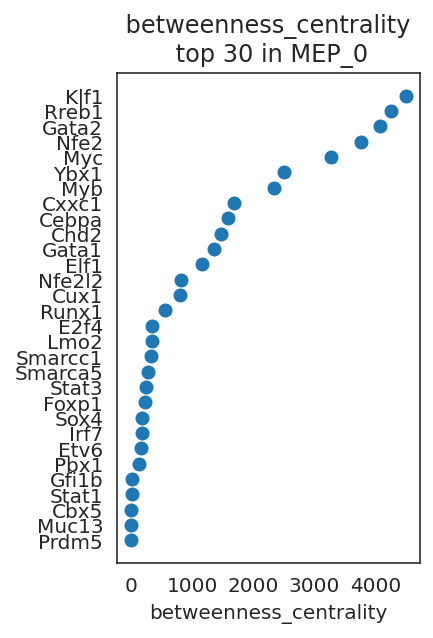 betweenness_centrality
top 30 in MEP_0
Klf1
Rreb1
Gata2
Nfe2
Myc
Ybx1
Myb
Cxxc1
Cebpa
Chd2
Gata1
Elf1
Nfe2l2
Cux1
Runx1
E2f4
Lmo2
Smarcc1
Smarca5
Stat3
Foxp1
Sox4
Irf7
Etv6
Pbx1
Gfi1b
Stat1
Cbx5
Muc13
Prdm5
0 1000 2000 3000 4000
betweenness_centrality